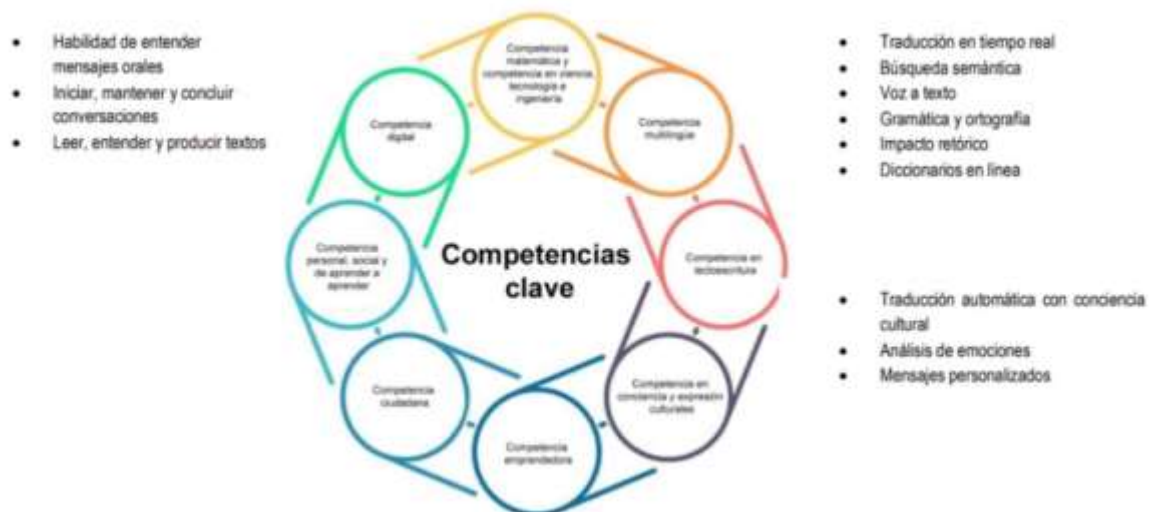 • Habilidad de entender
mensajes orales
• Iniciar, mantener y concluir
conversaciones
• Leer, entender y producir textos
Competencia
matemática y
competencia en ciencia,
tecnología e
ingeniería
Competencia
multilingüe
Competencia en
lectoescritura
Competencia en
conciencia y expresión
culturales
Competencia
emprendedora
Competencia
ciudadana
Competencia
personal, social y
de aprender a
aprender
Competencia
digital
Competencias
clave
• Traducción en tiempo real
• Búsqueda semántica
• Voz a texto
• Gramática y ortografía
• Impacto retórico
• Diccionarios en línea
• Traducción automática con conciencia
cultural
• Análisis de emociones
• Mensajes personalizados